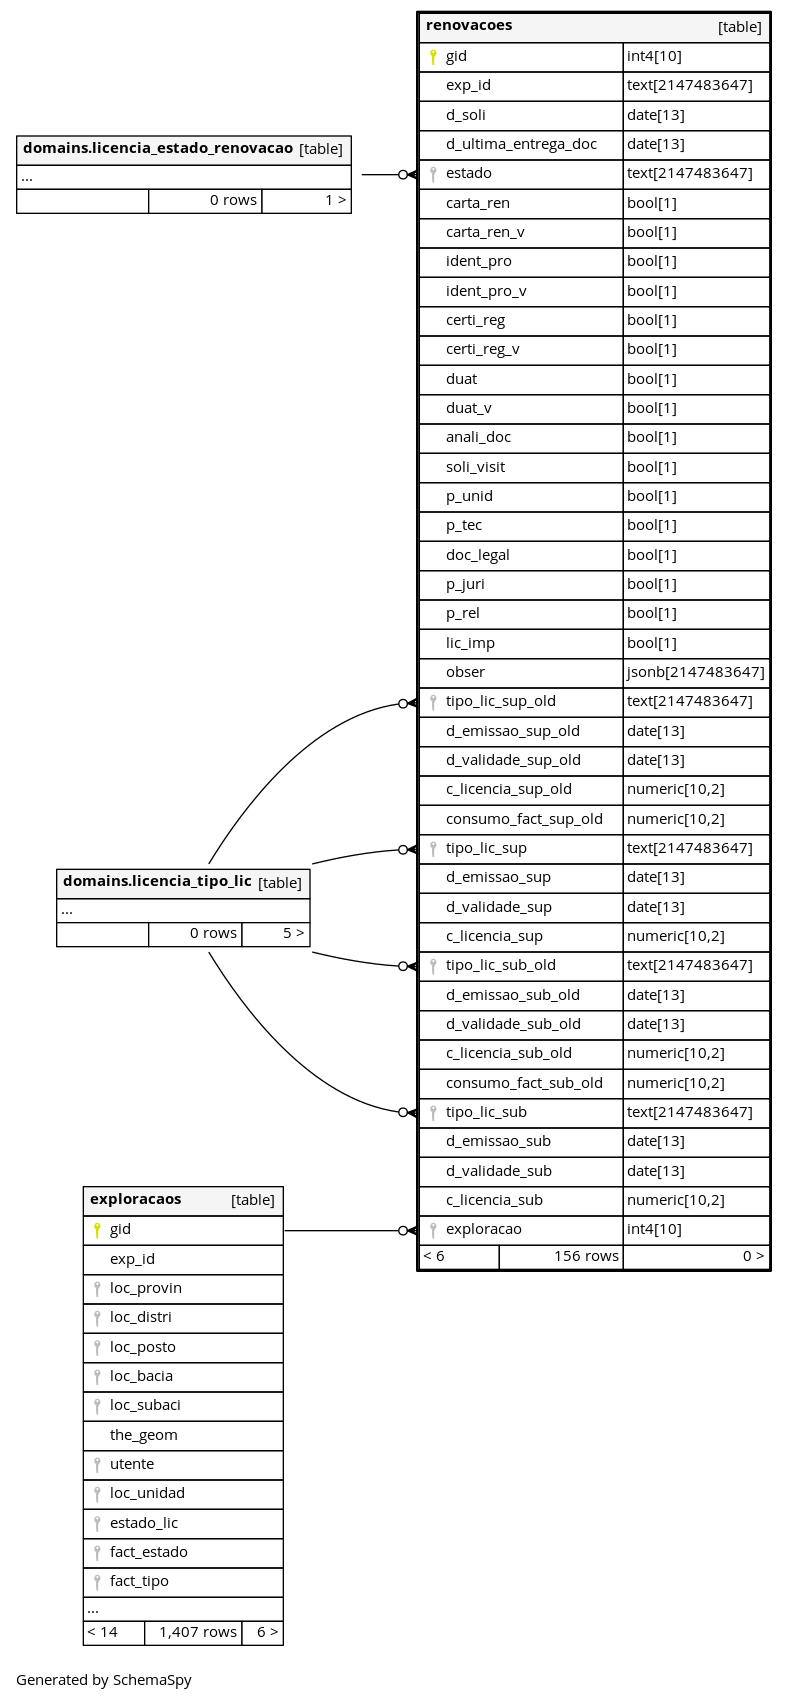 renovacoes [table]
gid int4[10]
exp_id text[2147483647]
d_soli date[13]
d_ultima_entrega_doc date[13]
estado text[2147483647]
carta_ren bool[1]
carta_ren_v bool[1]
ident_pro bool[1]
ident_pro_v bool[1]
certi_reg bool[1]
certi_reg_v bool[1]
duat bool[1]
duat_v bool[1]
anali_doc bool[1]
soli_visit bool[1]
p_unid bool[1]
p_tec bool[1]
doc_legal bool[1]
p_juri bool[1]
p_rel bool[1]
lic_imp bool[1]
obser jsonb[2147483647]
tipo_lic_sup_old text[2147483647]
d_emissao_sup_old date[13]
d_validade_sup_old date[13]
c_licencia_sup_old numeric[10,2]
consumo_fact_sup_old numeric[10,2]
tipo_lic_sup text[2147483647]
d_emissao_sup date[13]
d_validade_sup date[13]
c_licencia_sup numeric[10,2]
tipo_lic_sub_old text[2147483647]
d_emissao_sub_old date[13]
d_validade_sub_old date[13]
c_licencia_sub_old numeric[10,2]
consumo_fact_sub_old numeric[10,2]
tipo_lic_sub text[2147483647]
d_emissao_sub date[13]
d_validade_sub date[13]
c_licencia_sub numeric[10,2]
exploracao int4[10]
< 6 156 rows 0 >
domains.licencia_estado_renovacao [table]
...
0 rows 1 >
domains.licencia_tipo_lic [table]
...
0 rows 5 >
exploracaos [table]
gid
exp_id
loc_provin
loc_distri
loc_posto
loc_bacia
loc_subaci
the_geom
utente
loc_unidad
estado_lic
fact_estado
fact_tipo
...
< 14 1,407 rows 6 >
Generated by SchemaSpy